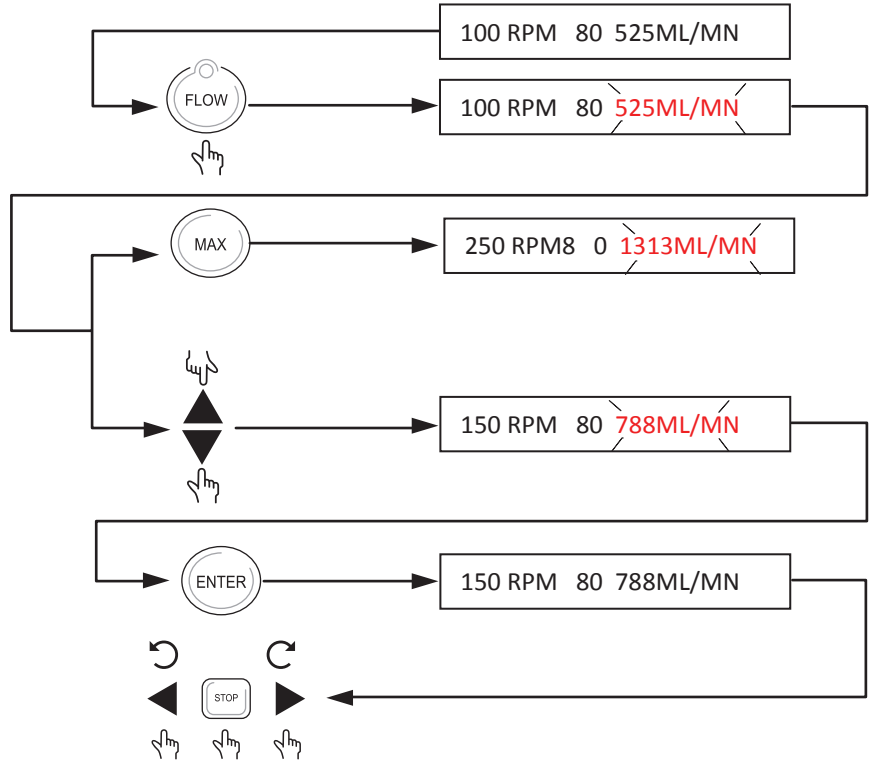 100 RPM 80 525ML/MN
FLOW
100 RPM 80 525ML/MN
MAX
250 RPM8 0 1313ML/MN
150 RPM 80 788ML/MN
ENTER
150 RPM 80 788ML/MN
STOP